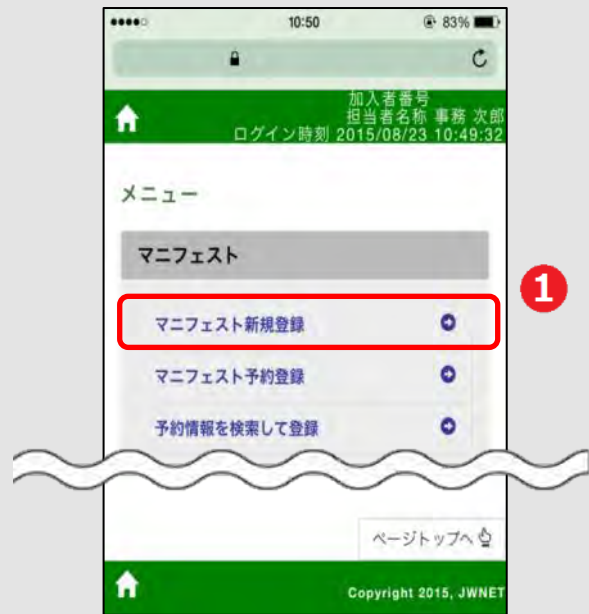 10:50
83%
加入者番号
担当者名称 事務 次郎
ログイン時刻 2015/08/23 10:49:32
メニュー
マニフェスト
マニフェスト新規登録
1
マニフェスト予約登録
予約情報を検索して登録
ページトップへ
Copyright 2015, JWNET